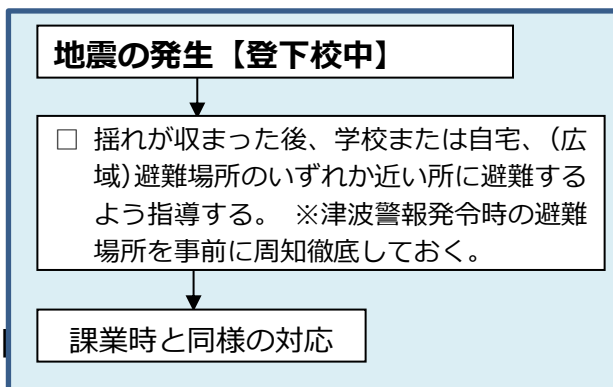 地震の発生【登下校中】
□ 揺れが収まった後、学校または自宅、（広
域）避難場所のいずれか近い所に避難する
よう指導する。 ※津波警報発令時の避難
場所を事前に周知徹底しておく。
課業時と同様の対応